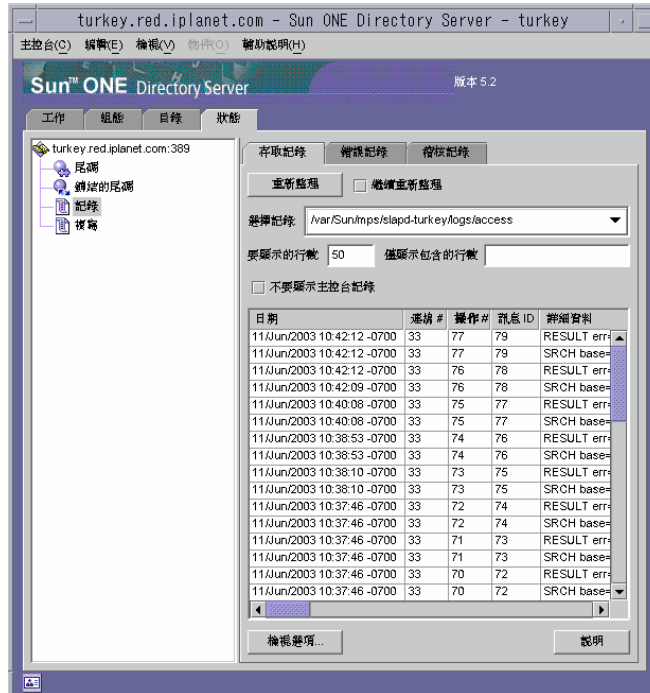 turkey.red.iplanet.com - Sun ONE Directory Server - turkey
主控台(C) 編輯(E) 檢視(V) 物件(O) 輔助說明(H)
Sun™ ONE Directory Server
版本 5.2
工作 組態 目錄 狀態
turkey.red.iplanet.com:389
尾碼
鏈結的尾碼
記錄
複寫
存取記錄 錯誤記錄 稽核記錄
重新整理 繼續重新整理
選擇記錄: /var/Sun/mps/slapd-turkey/logs/access
要顯示的行數: 50 僅顯示包含的行數:
不要顯示主控台記錄
日期 連線 # 操作 # 訊息 ID 詳細資料
11/Jun/2003 10:42:12 -0700 33 77 79 RESULT err=
11/Jun/2003 10:42:12 -0700 33 77 79 SRCH base=
11/Jun/2003 10:42:12 -0700 33 76 78 RESULT err=
11/Jun/2003 10:42:09 -0700 33 76 78 SRCH base=
11/Jun/2003 10:40:08 -0700 33 75 77 RESULT err=
11/Jun/2003 10:40:08 -0700 33 75 77 SRCH base=
11/Jun/2003 10:38:53 -0700 33 74 76 RESULT err=
11/Jun/2003 10:38:53 -0700 33 74 76 SRCH base=
11/Jun/2003 10:38:10 -0700 33 73 75 RESULT err=
11/Jun/2003 10:38:10 -0700 33 73 75 SRCH base=
11/Jun/2003 10:37:46 -0700 33 72 74 RESULT err=
11/Jun/2003 10:37:46 -0700 33 72 74 SRCH base=
11/Jun/2003 10:37:46 -0700 33 71 73 RESULT err=
11/Jun/2003 10:37:46 -0700 33 71 73 SRCH base=
11/Jun/2003 10:37:46 -0700 33 70 72 RESULT err=
11/Jun/2003 10:37:46 -0700 33 70 72 SRCH base=
檢視選項... 說明